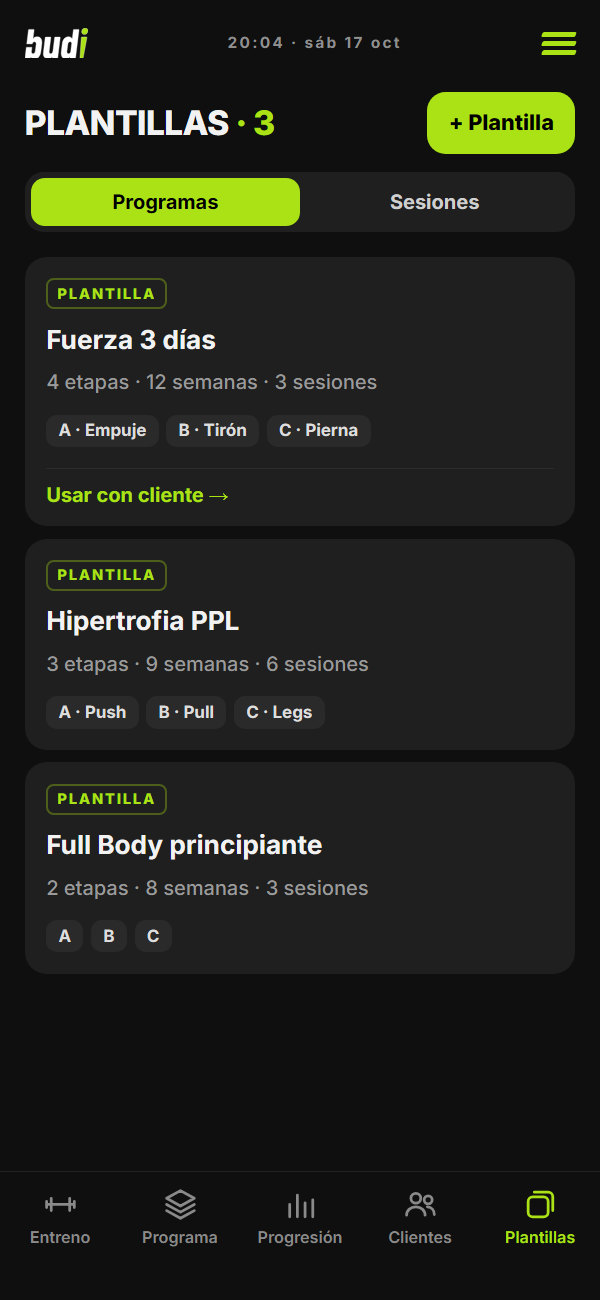 budi
20:04 · sáb 17 oct
PLANTILLAS · 3
+ Plantilla
Programas
Sesiones
PLANTILLA
Fuerza 3 días
4 etapas · 12 semanas · 3 sesiones
A · Empuje B · Tirón C · Pierna
Usar con cliente →
PLANTILLA
Hipertrofia PPL
3 etapas · 9 semanas · 6 sesiones
A · Push B · Pull C · Legs
PLANTILLA
Full Body principiante
2 etapas · 8 semanas · 3 sesiones
A B C
Entreno Programa Progresión Clientes Plantillas